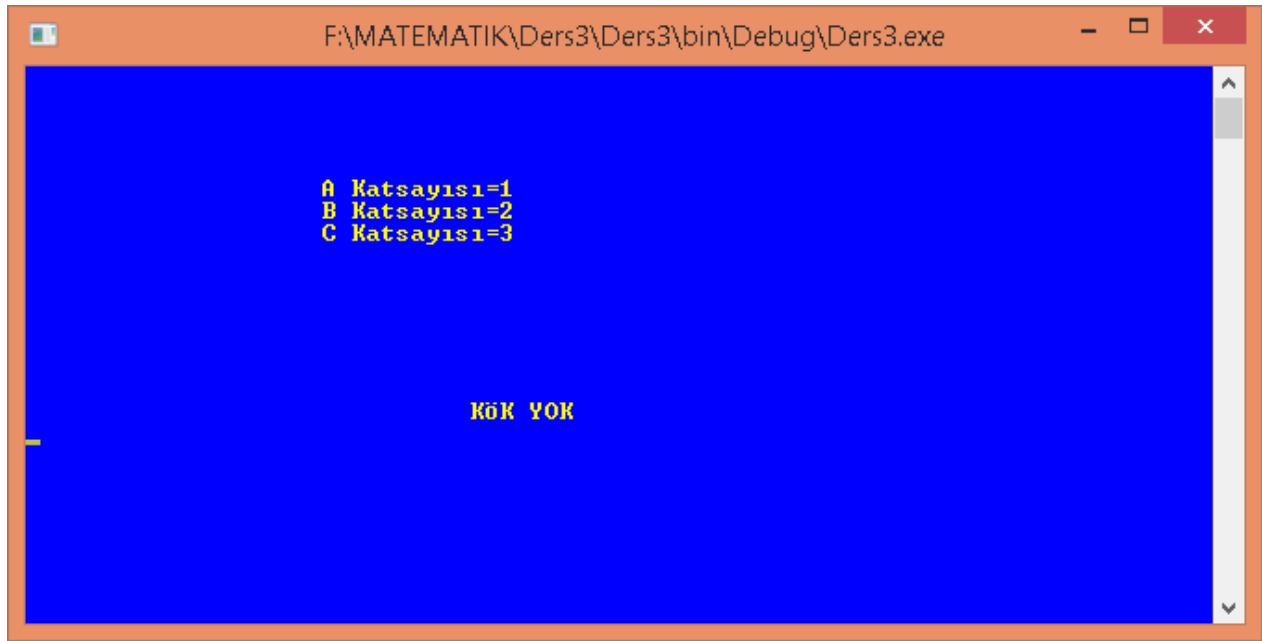 F:\MATEMATIK\Ders3\Ders3\bin\Debug\Ders3.exe
A Katsayısı=1
B Katsayısı=2
C Katsayısı=3
KöK YOK